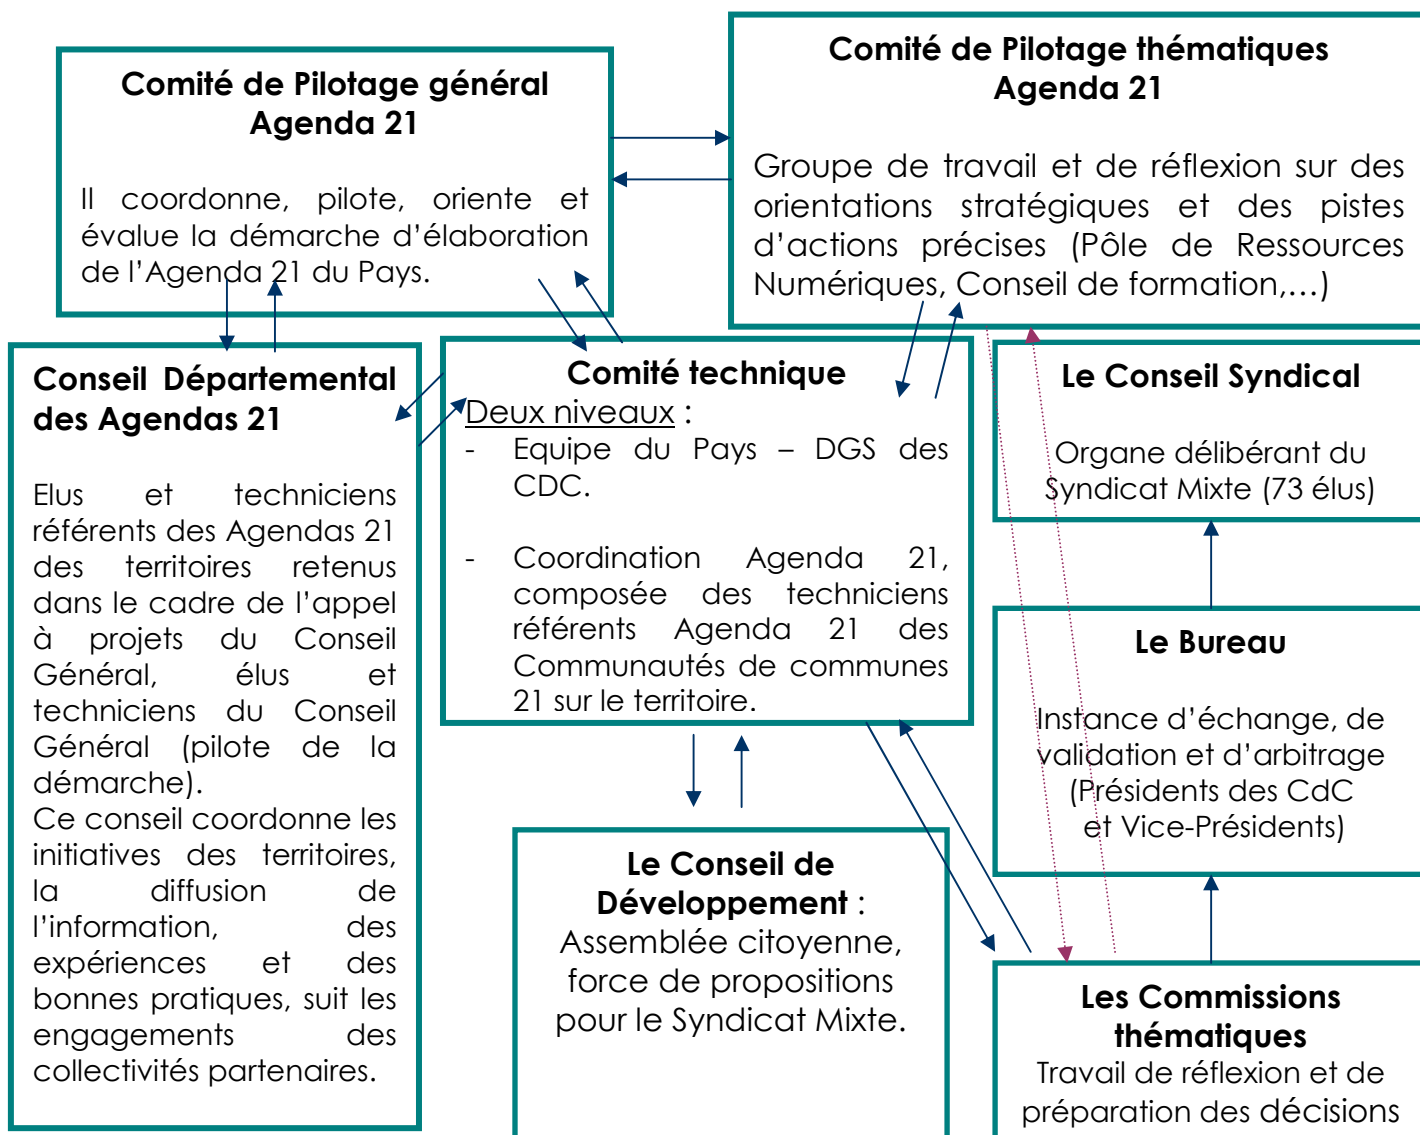 Comité de Pilotage général
Agenda 21
Il coordonne, pilote, oriente et
évalue la démarche d’élaboration
de l’Agenda 21 du Pays.
Comité de Pilotage thématiques
Agenda 21
Groupe de travail et de réflexion sur des
orientations stratégiques et des pistes
d’actions précises (Pôle de Ressources
Numériques, Conseil de formation,…)
Conseil Départemental
des Agendas 21
Elus et techniciens
référents des Agendas 21
des territoires retenus
dans le cadre de l’appel
à projets du Conseil
Général, élus et
techniciens du Conseil
Général (pilote de la
démarche).
Ce conseil coordonne les
initiatives des territoires,
la diffusion de
l’information, des
expériences et des
bonnes pratiques, suit les
engagements des
collectivités partenaires.
Comité technique
Deux niveaux :
- Equipe du Pays – DGS des
CDC.
- Coordination Agenda 21,
composée des techniciens
référents Agenda 21 des
Communautés de communes
21 sur le territoire.
Le Conseil Syndical
Organe délibérant du
Syndicat Mixte (73 élus)
Le Bureau
Instance d’échange, de
validation et d’arbitrage
(Présidents des CdC
et Vice-Présidents)
Le Conseil de
Développement :
Assemblée citoyenne,
force de propositions
pour le Syndicat Mixte.
Les Commissions
thématiques
Travail de réflexion et de
préparation des décisions